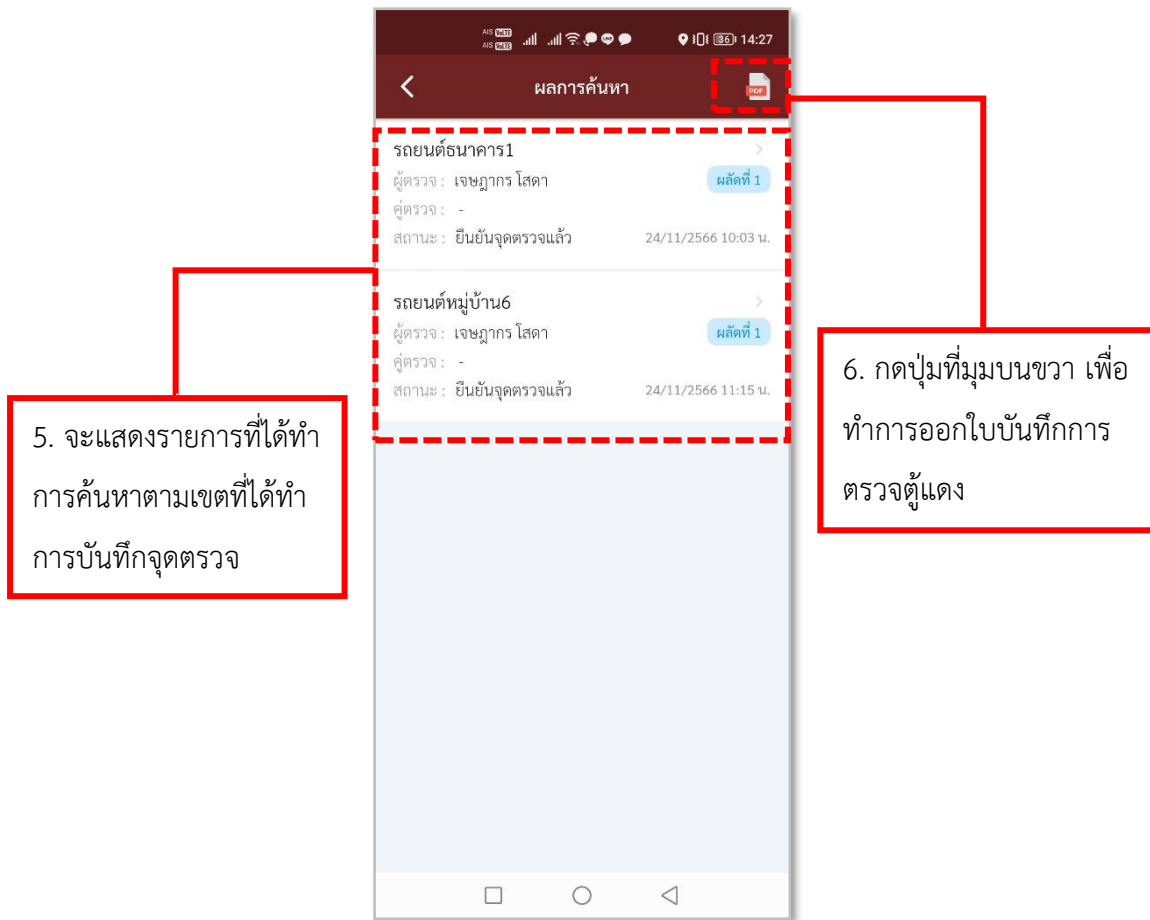 AIS VoLTE
AIS VoLTE
86 14:27
ผลการค้นหา
PDF
รถยนต์ธนาคาร1
ผู้ตรวจ : เจษฎากร โสดา
ผลัดที่ 1
คู่ตรวจ : -
สถานะ : ยืนยันจุดตรวจแล้ว
24/11/2566 10:03 น.
รถยนต์หมู่บ้าน6
ผู้ตรวจ : เจษฎากร โสดา
ผลัดที่ 1
คู่ตรวจ : -
สถานะ : ยืนยันจุดตรวจแล้ว
24/11/2566 11:15 น.
5. จะแสดงรายการที่ได้ทำ
การค้นหาตามเขตที่ได้ทำ
การบันทึกจุดตรวจ
6. กดปุ่มที่มุมบนขวา เพื่อ
ทำการออกใบบันทึกการ
ตรวจตู้แดง